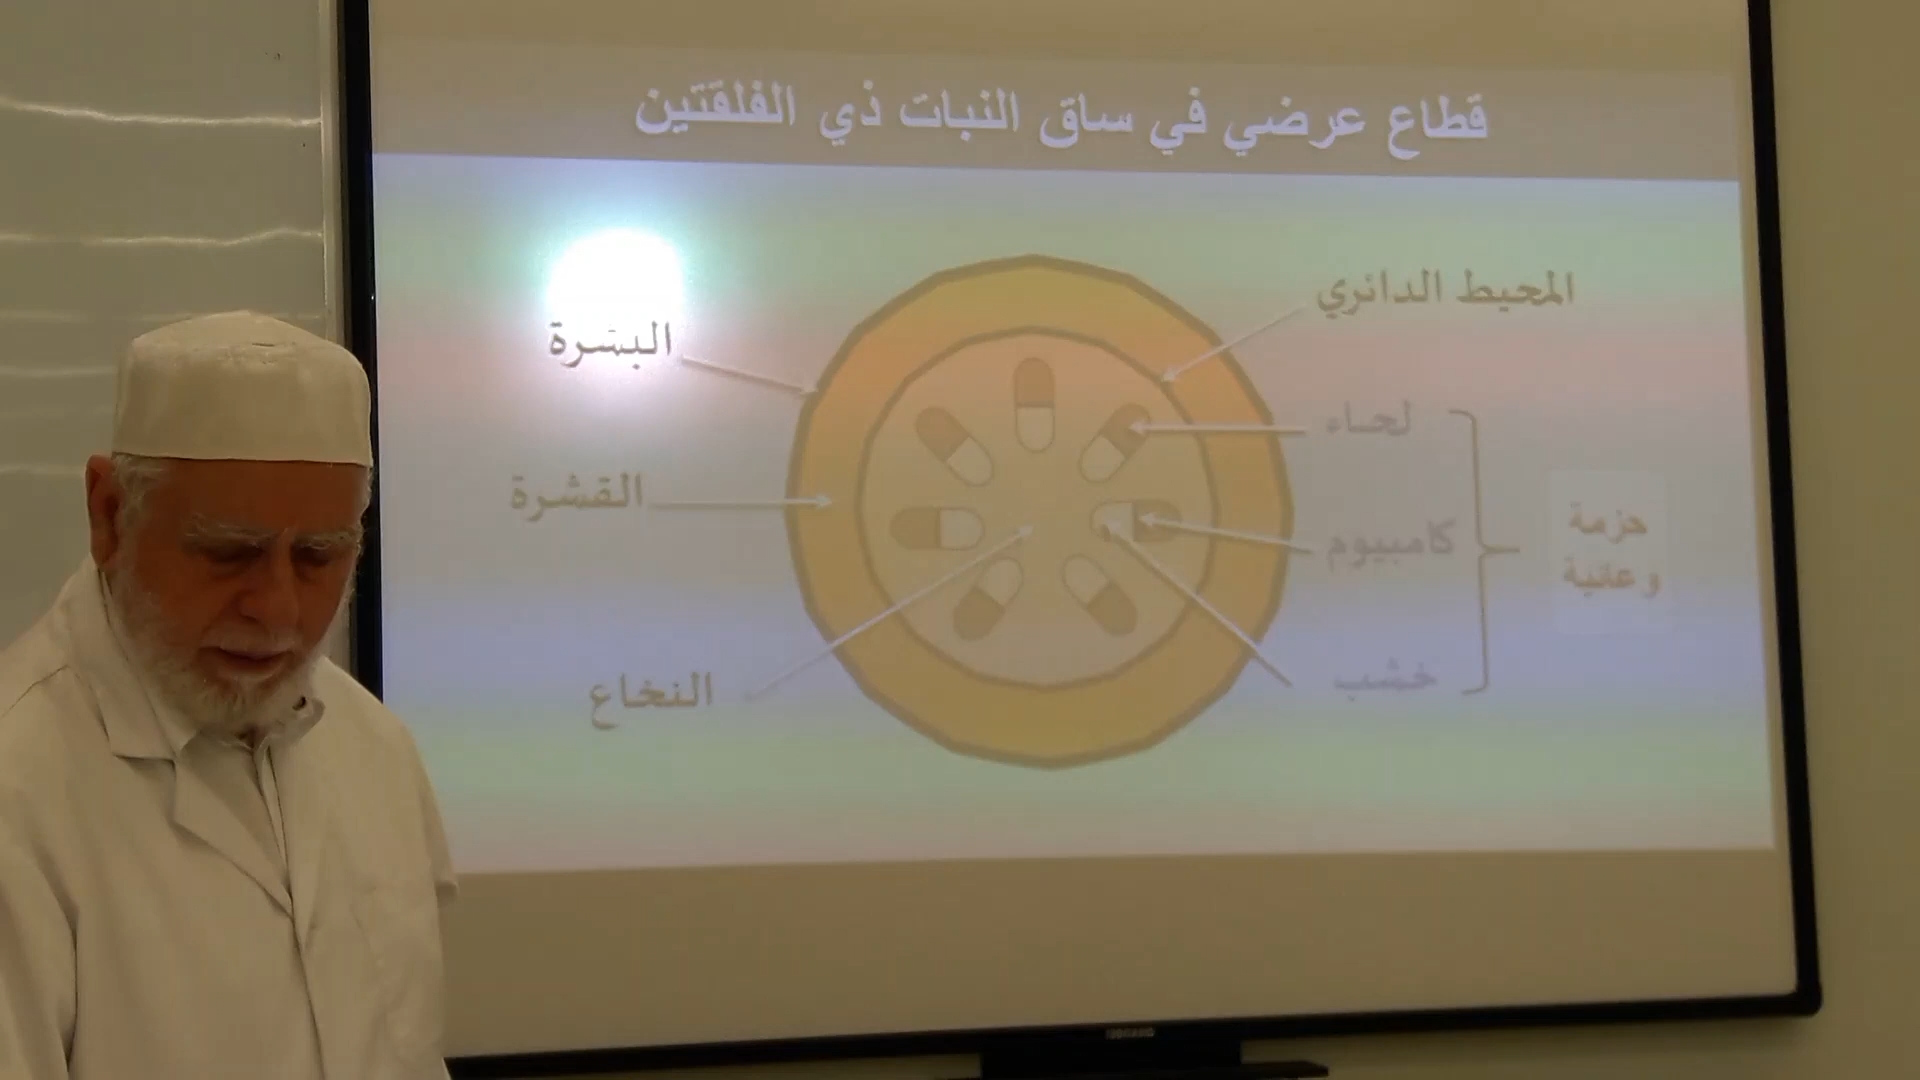 قطاع عرضي في ساق النبات ذي الفلقتين
المحيط الدائري
البشرة
لحاء
القشرة
كامبيوم
حزمة
وعائية
خشب
النخاع